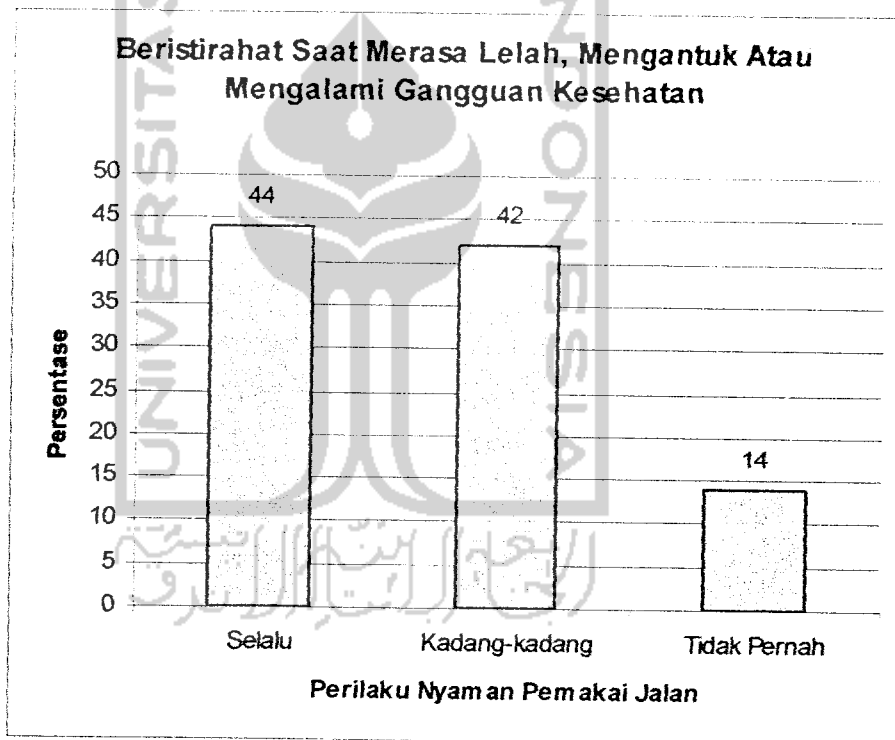 Beristirahat Saat Merasa Lelah, Mengantuk Atau
Mengalami Gangguan Kesehatan
50
45
40
35
30
25
20
15
10
5
0
Persentase
44
42
14
Selalu
Kadang-kadang
Tidak Pernah
Perilaku Nyaman Pemakai Jalan
UNIVERSITAS